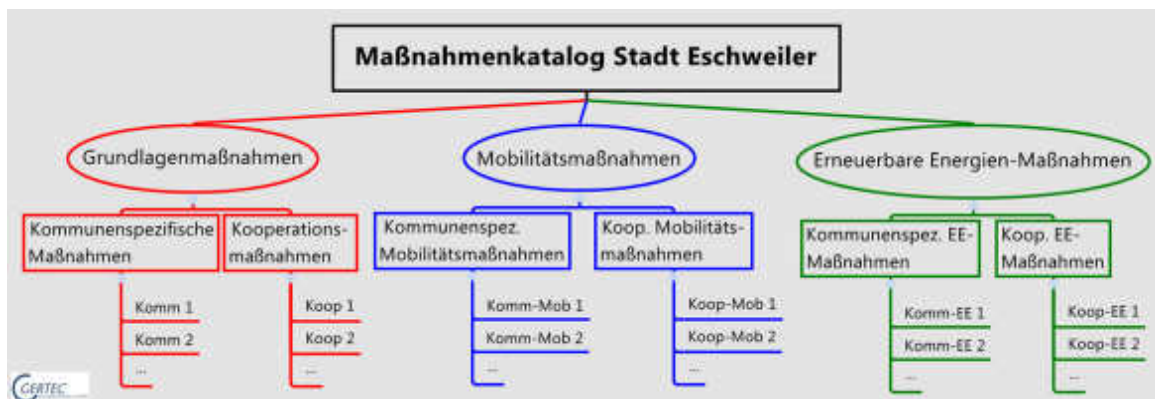 Maßnahmenkatalog Stadt Eschweiler
Grundlagenmaßnahmen
Mobilitätsmaßnahmen
Erneuerbare Energien-Maßnahmen
Kommunenspezifische
Maßnahmen
Kooperations-
maßnahmen
Kommunenspez.
Mobilitätsmaßnahmen
Koop. Mobilitäts-
maßnahmen
Kommunenspez. EE-
Maßnahmen
Koop. EE-
Maßnahmen
Komm 1
Komm 2
...
Koop 1
Koop 2
...
Komm-Mob 1
Komm-Mob 2
...
Koop-Mob 1
Koop-Mob 2
...
Komm-EE 1
Komm-EE 2
...
Koop-EE 1
Koop-EE 2
...
GERTEC